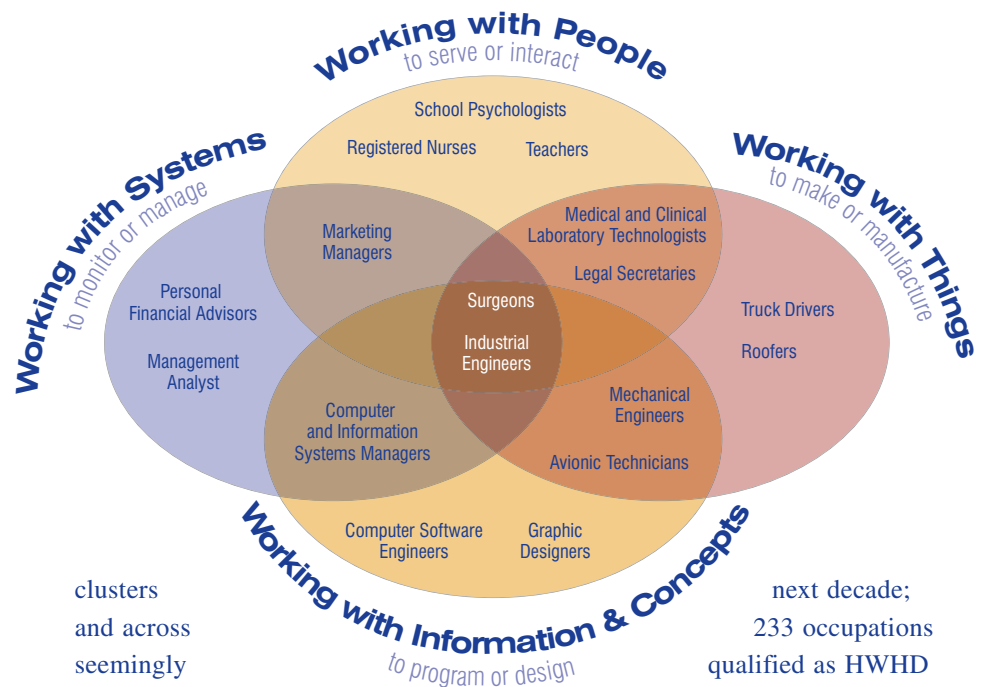 Working with People
to serve or interact
Working with Systems
to monitor or manage
Working with Things
to make or manufacture
School Psychologists
Registered Nurses
Teachers
Marketing
Managers
Medical and Clinical
Laboratory Technologists
Legal Secretaries
Personal
Financial Advisors
Management
Analyst
Surgeons
Industrial
Engineers
Truck Drivers
Roofers
Computer
and Information
Systems Managers
Mechanical
Engineers
Avionic Technicians
Computer Software
Engineers
Graphic
Designers
Working with Information & Concepts
to program or design
clusters
and across
seemingly
next decade;
233 occupations
qualified as HWHD